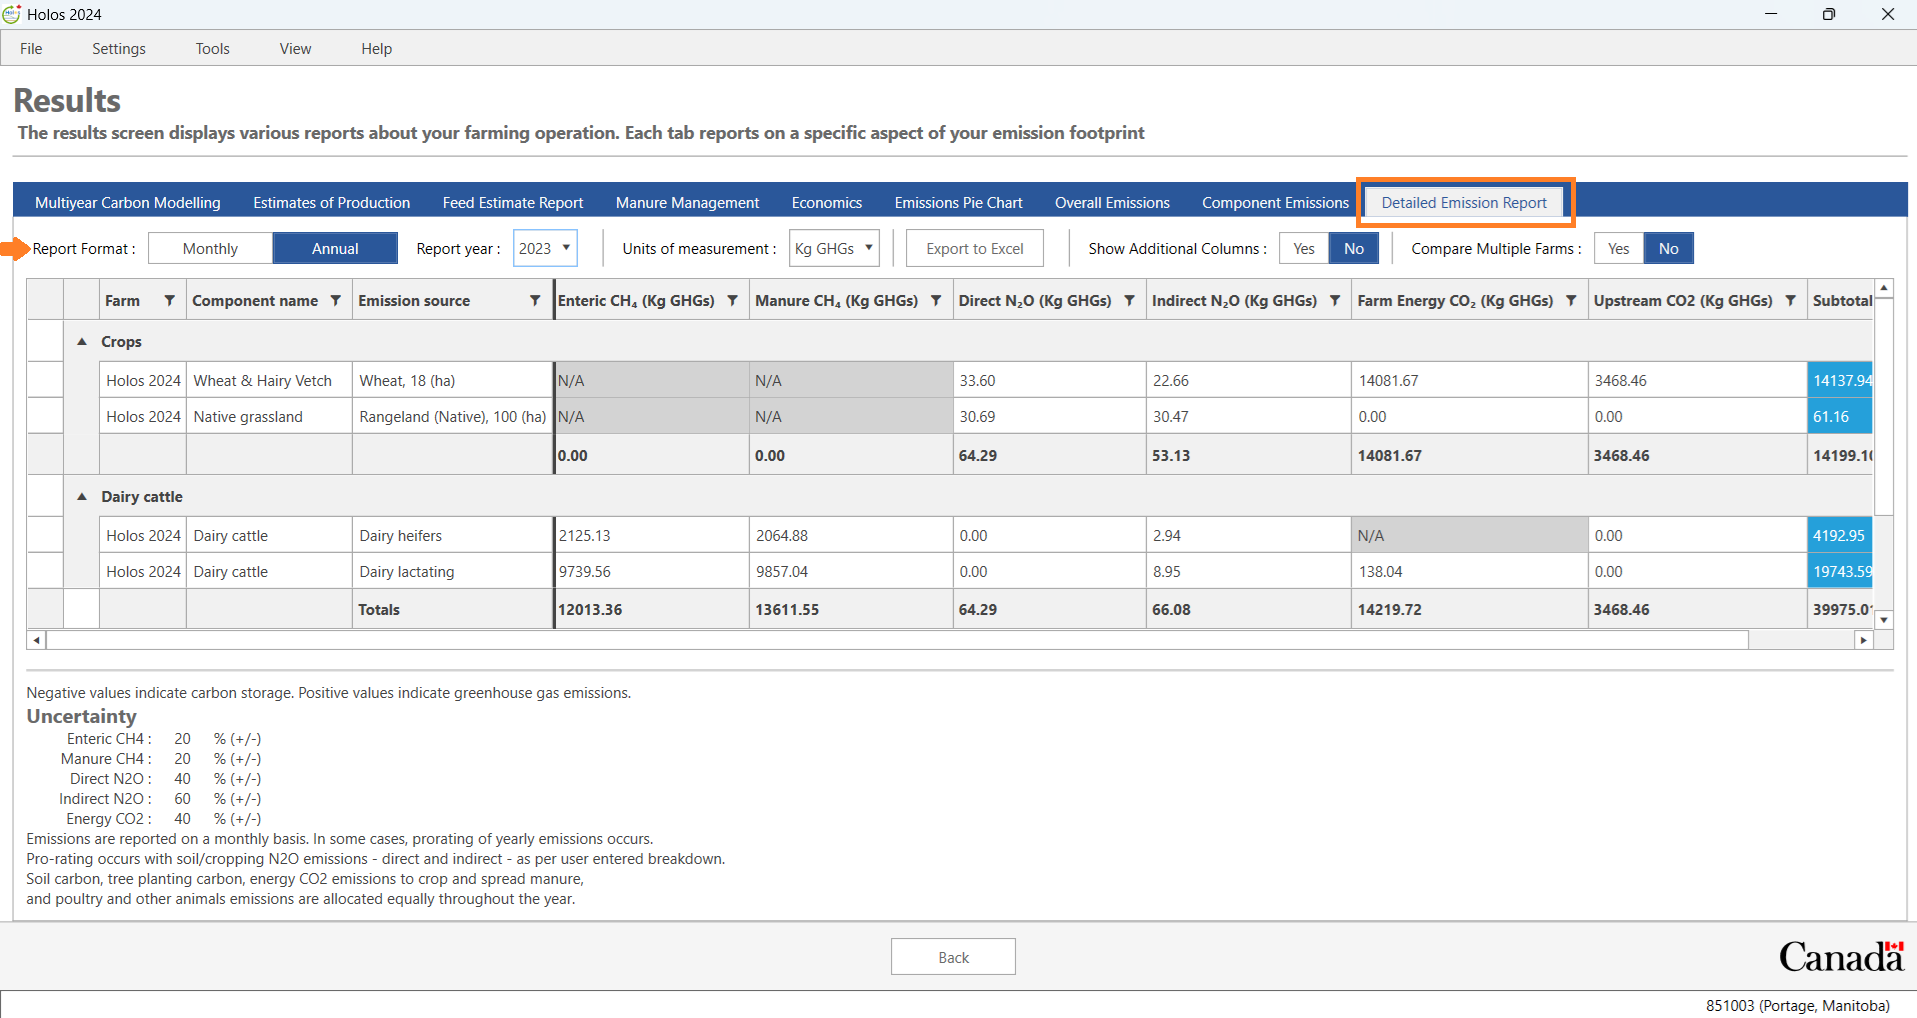 Holos 2024
File Settings Tools View Help
Results
The results screen displays various reports about your farming operation. Each tab reports on a specific aspect of your emission footprint
Multiyear Carbon Modelling Estimates of Production Feed Estimate Report Manure Management Economics Emissions Pie Chart Overall Emissions Component Emissions Detailed Emission Report
Report Format : Monthly Annual Report year : 2023 Units of measurement : Kg GHGs Export to Excel Show Additional Columns : Yes No Compare Multiple Farms : Yes No
Farm Component name Emission source Enteric CH₄ (Kg GHGs) Manure CH₄ (Kg GHGs) Direct N₂O (Kg GHGs) Indirect N₂O (Kg GHGs) Farm Energy CO₂ (Kg GHGs) Upstream CO2 (Kg GHGs) Subtotal
Crops
Holos 2024 Wheat & Hairy Vetch Wheat, 18 (ha) N/A N/A 33.60 22.66 14081.67 3468.46 14137.94
Holos 2024 Native grassland Rangeland (Native), 100 (ha) N/A N/A 30.69 30.47 0.00 0.00 61.16
0.00 0.00 64.29 53.13 14081.67 3468.46 14199.10
Dairy cattle
Holos 2024 Dairy cattle Dairy heifers 2125.13 2064.88 0.00 2.94 N/A 0.00 4192.95
Holos 2024 Dairy cattle Dairy lactating 9739.56 9857.04 0.00 8.95 138.04 0.00 19743.59
Totals 12013.36 13611.55 64.29 66.08 14219.72 3468.46 39975.01
Negative values indicate carbon storage. Positive values indicate greenhouse gas emissions.
Uncertainty
Enteric CH4 : 20 % (+/-)
Manure CH4 : 20 % (+/-)
Direct N2O : 40 % (+/-)
Indirect N2O : 60 % (+/-)
Energy CO2 : 40 % (+/-)
Emissions are reported on a monthly basis. In some cases, prorating of yearly emissions occurs.
Pro-rating occurs with soil/cropping N2O emissions - direct and indirect - as per user entered breakdown.
Soil carbon, tree planting carbon, energy CO2 emissions to crop and spread manure,
and poultry and other animals emissions are allocated equally throughout the year.
Back
Canada
851003 (Portage, Manitoba)